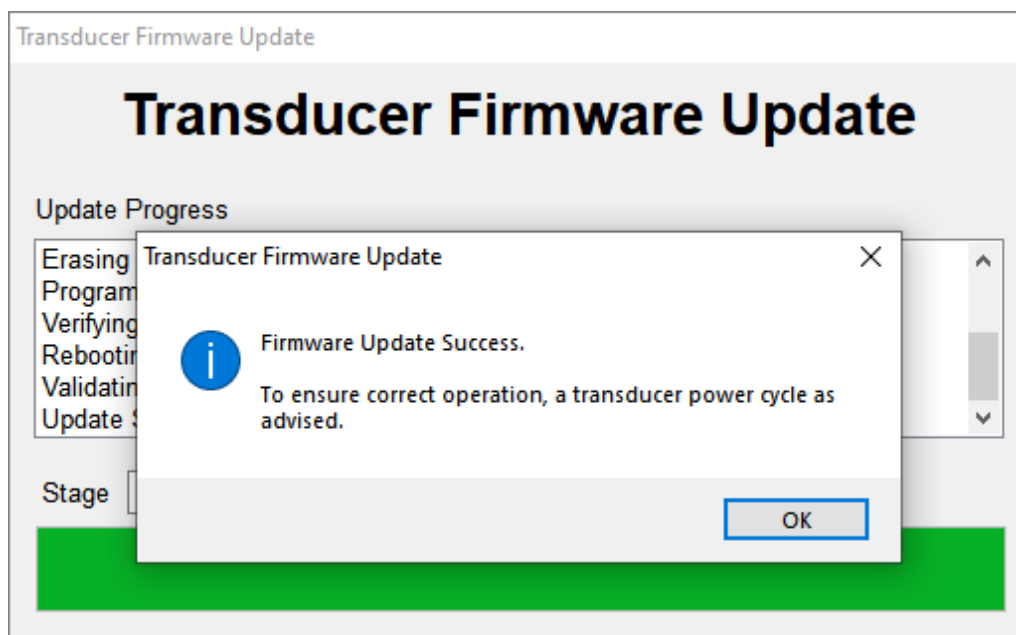 Transducer Firmware Update
Transducer Firmware Update
Update Progress
Erasing
Transducer Firmware Update
Program
Verifying
Firmware Update Success.
Rebootin
To ensure correct operation, a transducer power cycle as
advised.
Validatin
Update
Stage
OK